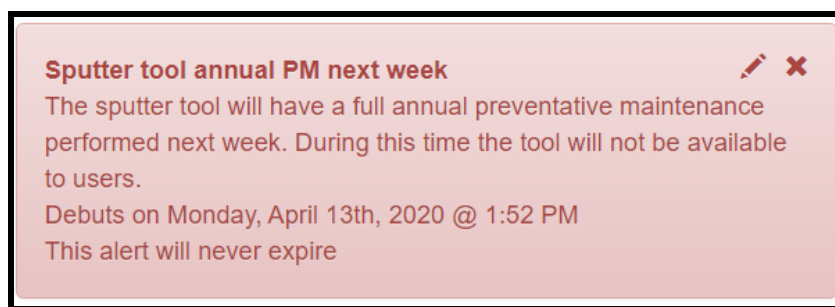 Sputter tool annual PM next week
The sputter tool will have a full annual preventative maintenance
performed next week. During this time the tool will not be available
to users.
Debuts on Monday, April 13th, 2020 @ 1:52 PM
This alert will never expire